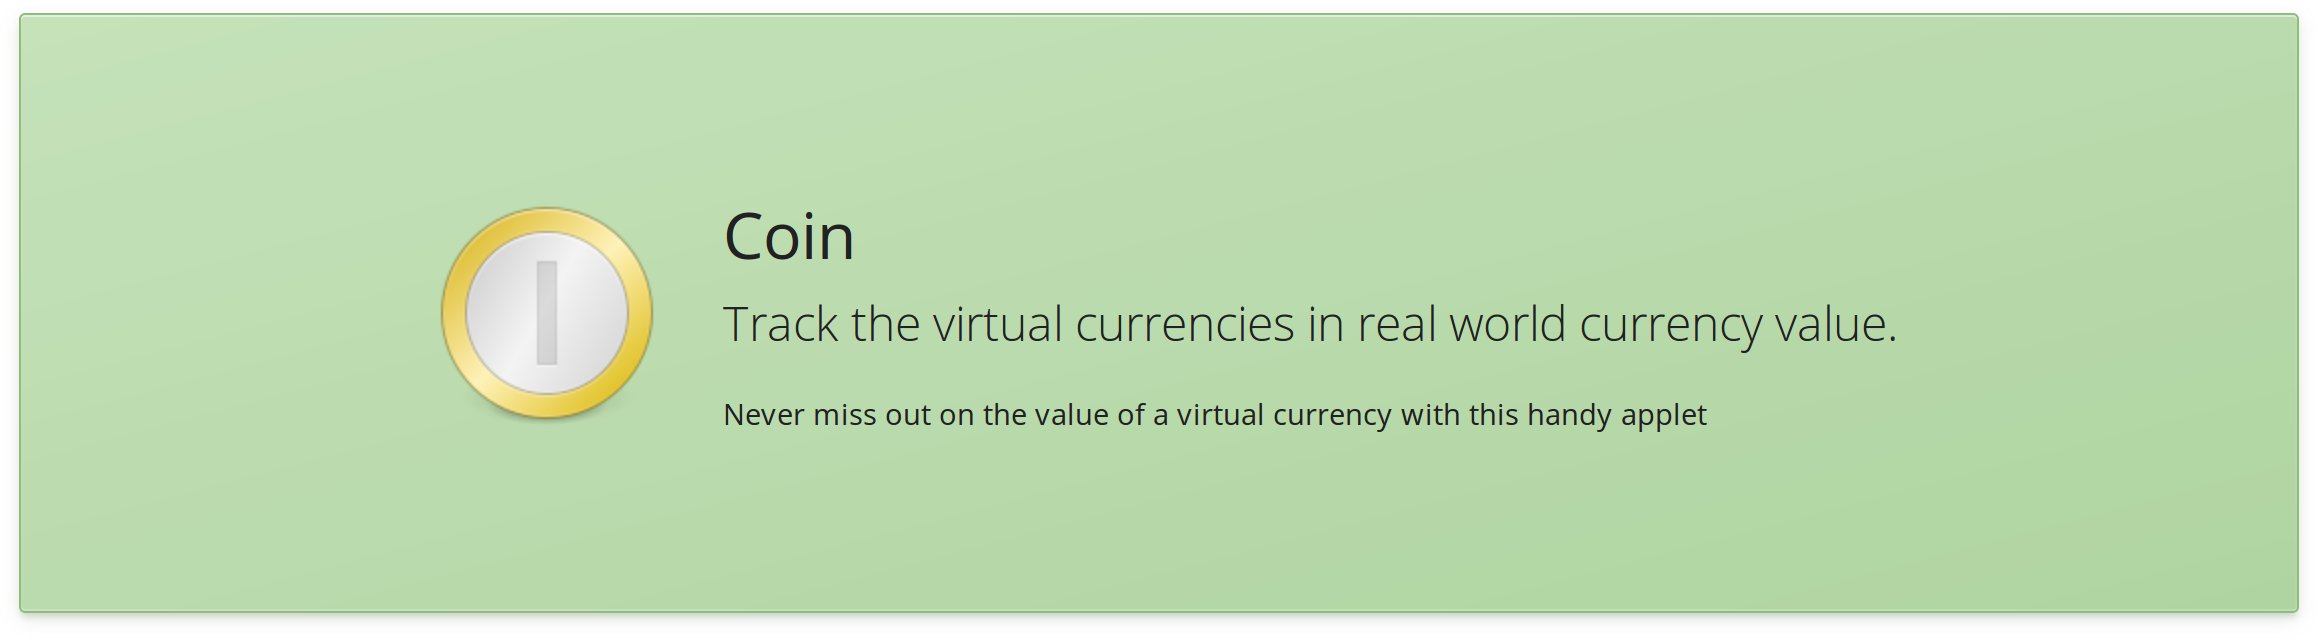 Coin
Track the virtual currencies in real world currency value.
Never miss out on the value of a virtual currency with this handy applet